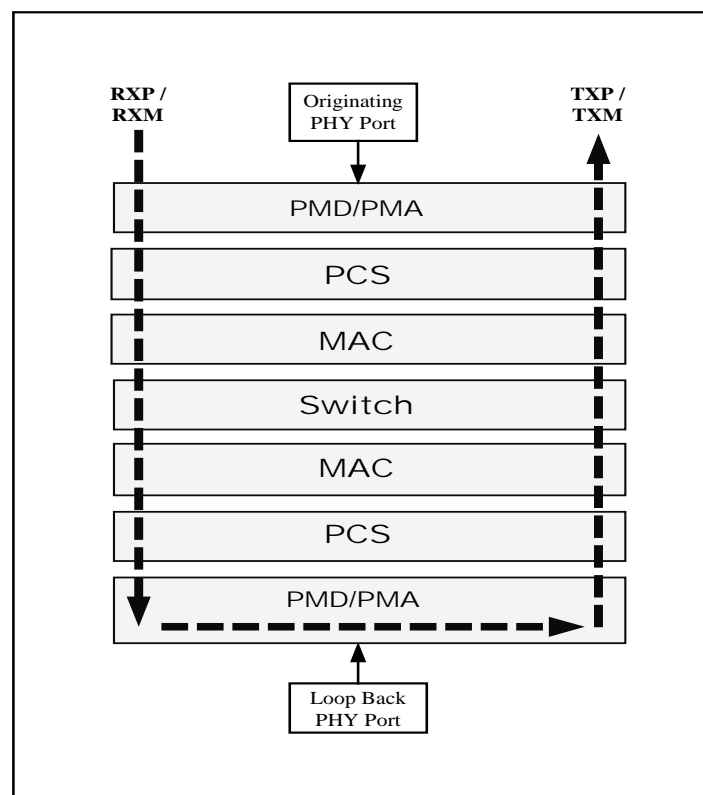 RXP /
RXM
Originating
PHY Port
TXP /
TXM
PMD/PMA
PCS
MAC
Switch
MAC
PCS
PMD/PMA
Loop Back
PHY Port